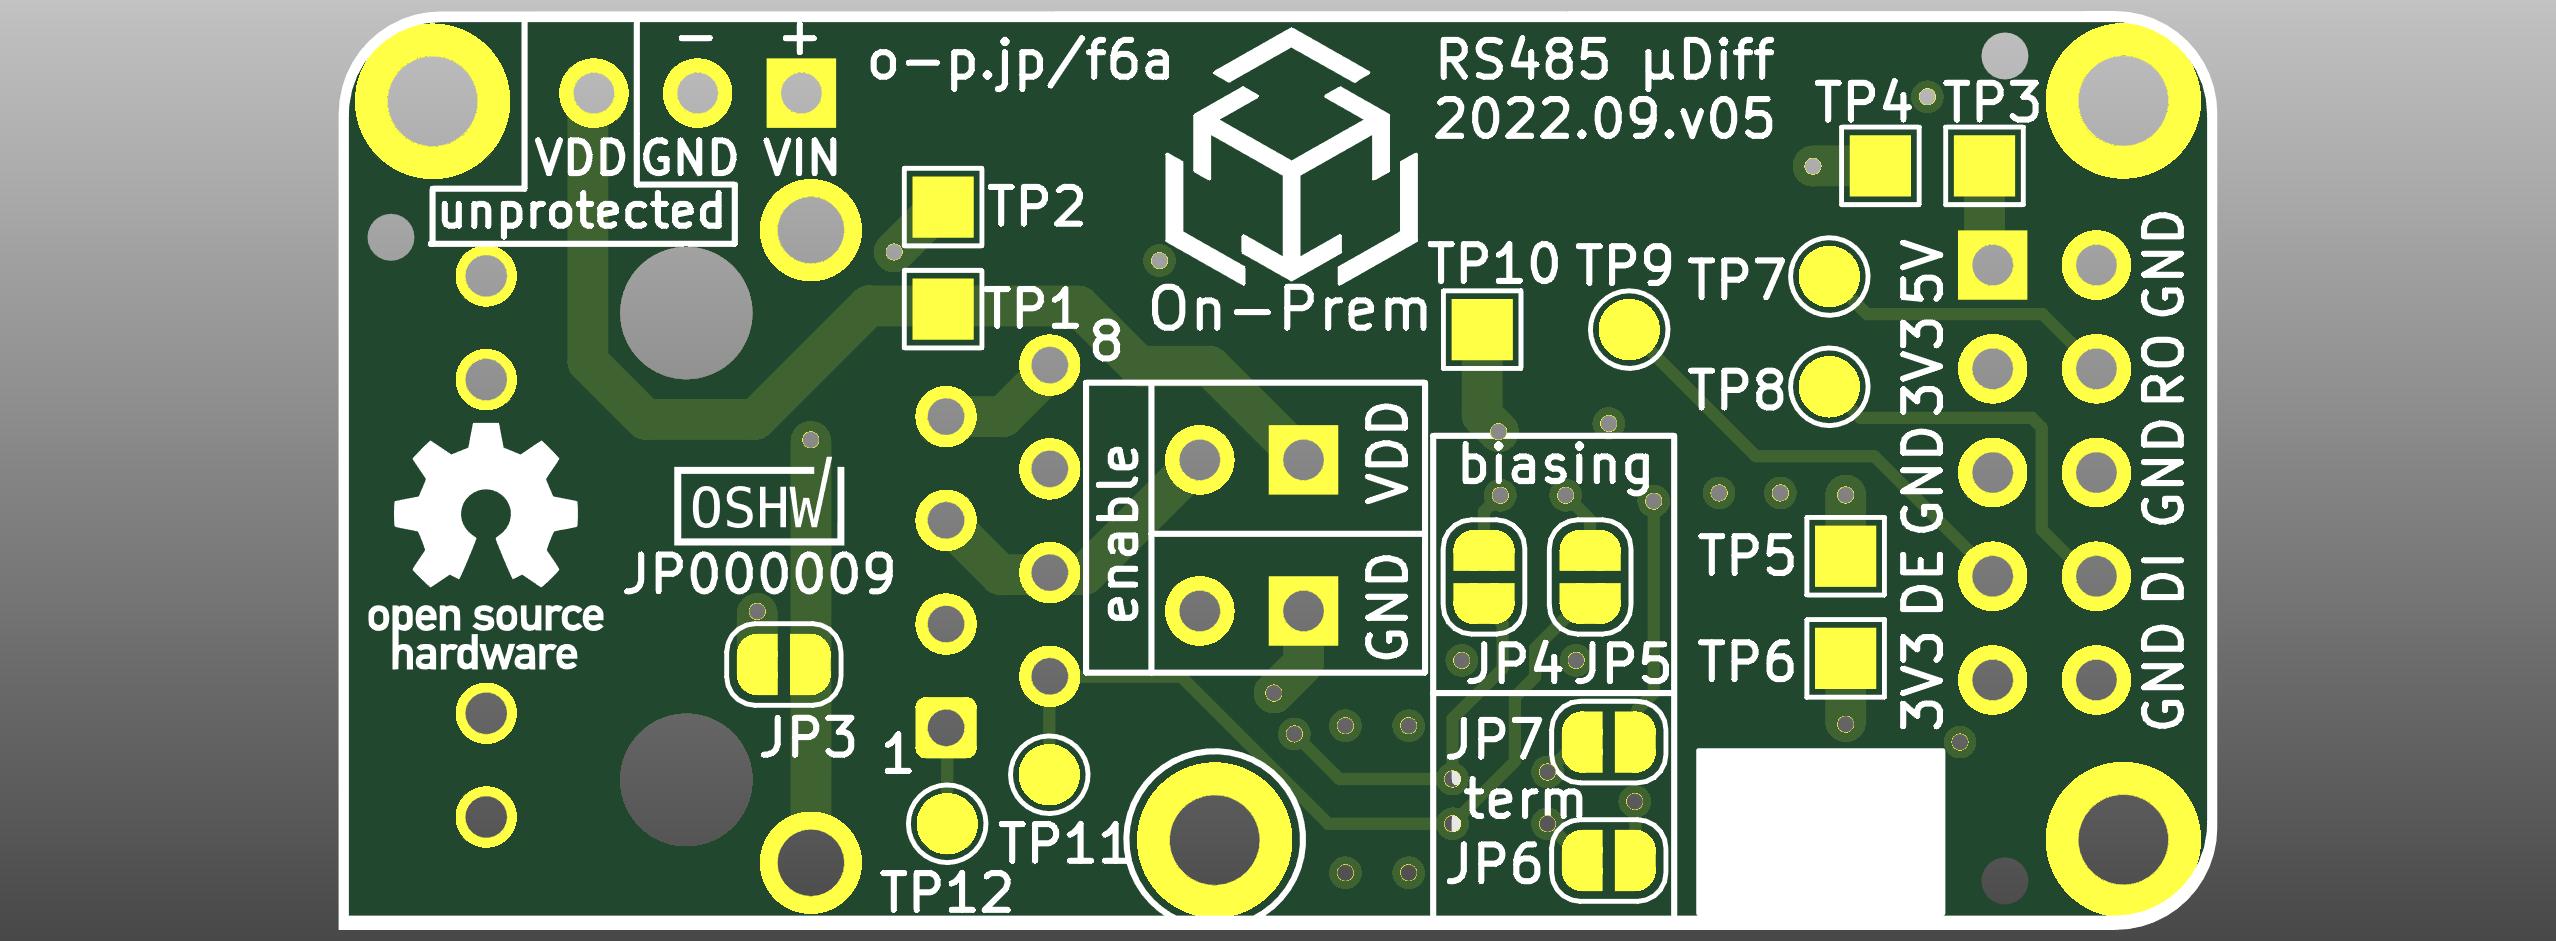 - +
VDD GND VIN
unprotected
o-p.jp/f6a
On-Prem
RS485 µDiff
2022.09.v05
TP4 TP3
TP2
TP1
8
TP10 TP9
TP7
TP8
5V GND
3V3 RO
GND GND
DE DI
3V3 GND
enable
VDD
GND
biasing
JP4 JP5
JP7
term
JP6
TP5
TP6
OSHW
JP000009
open source
hardware
JP3
1
TP11
TP12